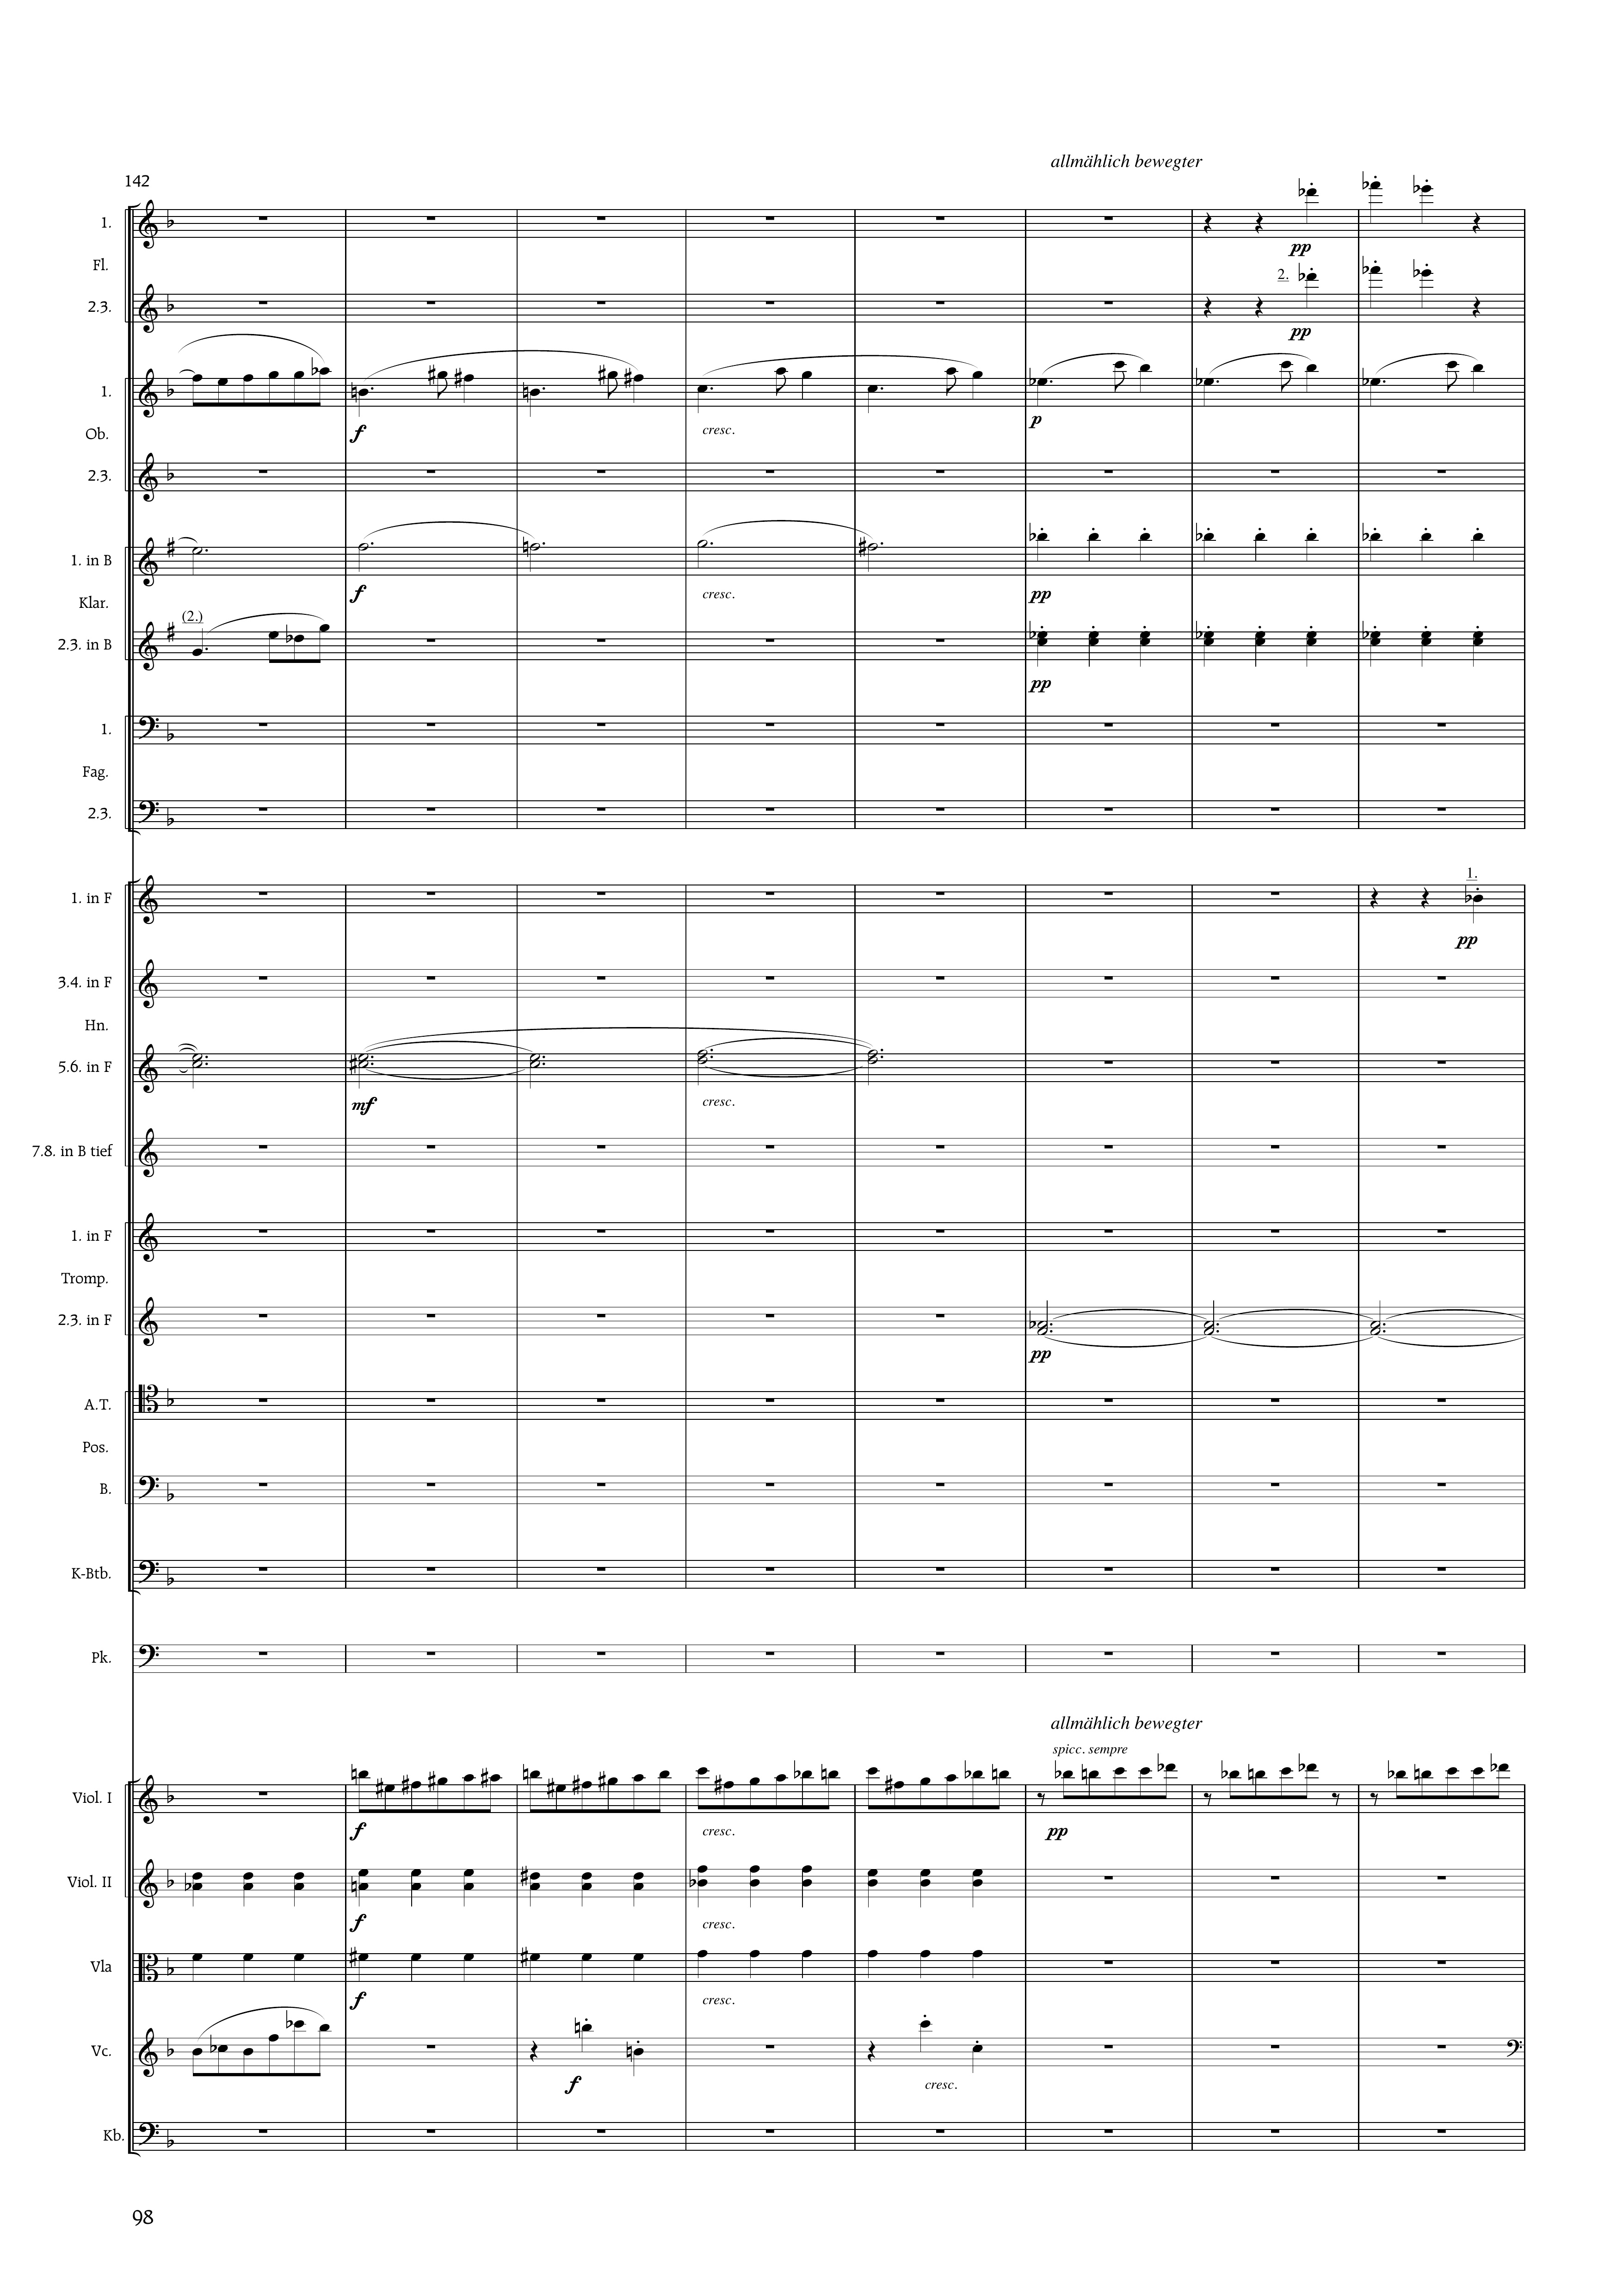 allmählich bewegter
142
1.
pp
Fl.
2.
2.3.
pp
1.
p
f
cresc.
Ob.
2.3.
1. in B
f
cresc.
pp
Klar.
(2.)
2.3. in B
pp
1.
Fag.
2.3.
1.
1. in F
pp
3.4. in F
Hn.
5.6. in F
mf
cresc.
7.8. in B tief
1. in F
Tromp.
2.3. in F
pp
A.T.
Pos.
B.
K-Btb.
Pk.
allmählich bewegter
spicc. sempre
Viol. I
f
cresc.
pp
Viol. II
f
cresc.
Vla
f
cresc.
Vc.
f
cresc.
Kb.
98